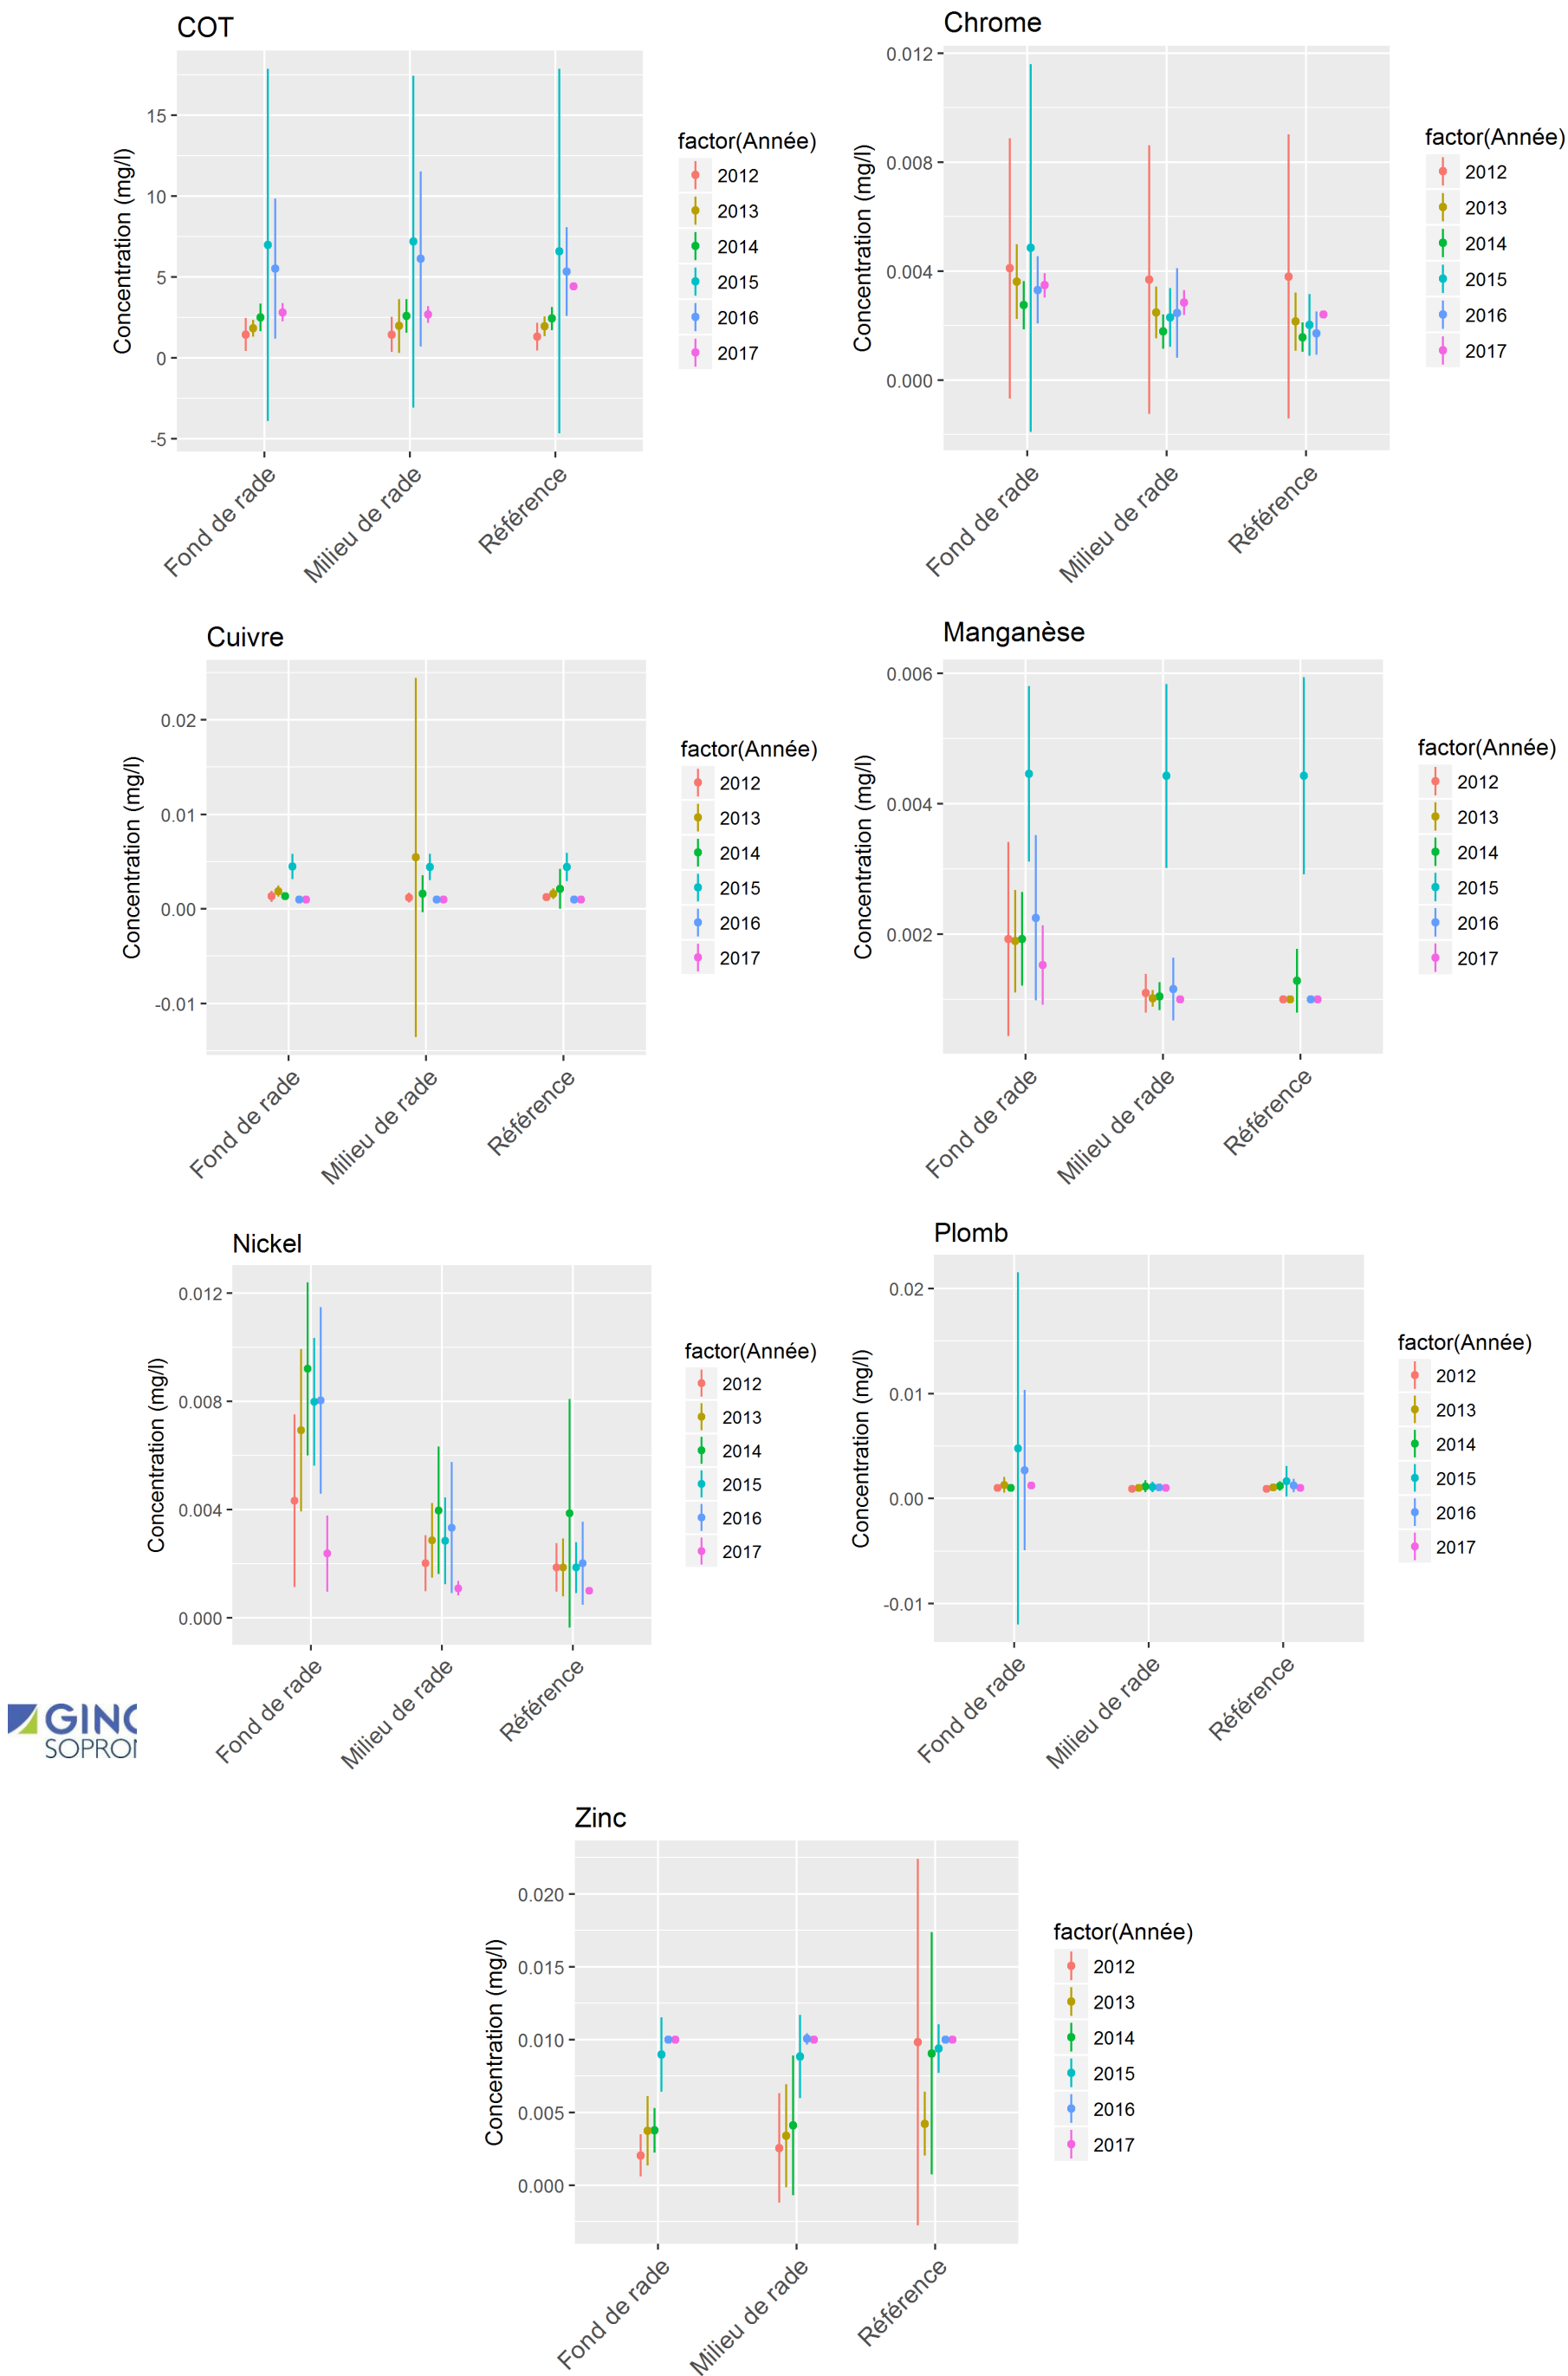 COT
Concentration (mg/l)
15
10
5
0
-5
Fond de rade
Milieu de rade
Référence
factor(Année)
2012
2013
2014
2015
2016
2017
Chrome
Concentration (mg/l)
0.012
0.008
0.004
0.000
Fond de rade
Milieu de rade
Référence
factor(Année)
2012
2013
2014
2015
2016
2017
Cuivre
Concentration (mg/l)
0.02
0.01
0.00
-0.01
Fond de rade
Milieu de rade
Référence
factor(Année)
2012
2013
2014
2015
2016
2017
Manganèse
Concentration (mg/l)
0.006
0.004
0.002
Fond de rade
Milieu de rade
Référence
factor(Année)
2012
2013
2014
2015
2016
2017
Nickel
Concentration (mg/l)
0.012
0.008
0.004
0.000
Fond de rade
Milieu de rade
Référence
factor(Année)
2012
2013
2014
2015
2016
2017
Plomb
Concentration (mg/l)
0.02
0.01
0.00
-0.01
Fond de rade
Milieu de rade
Référence
factor(Année)
2012
2013
2014
2015
2016
2017
Zinc
Concentration (mg/l)
0.020
0.015
0.010
0.005
0.000
Fond de rade
Milieu de rade
Référence
factor(Année)
2012
2013
2014
2015
2016
2017